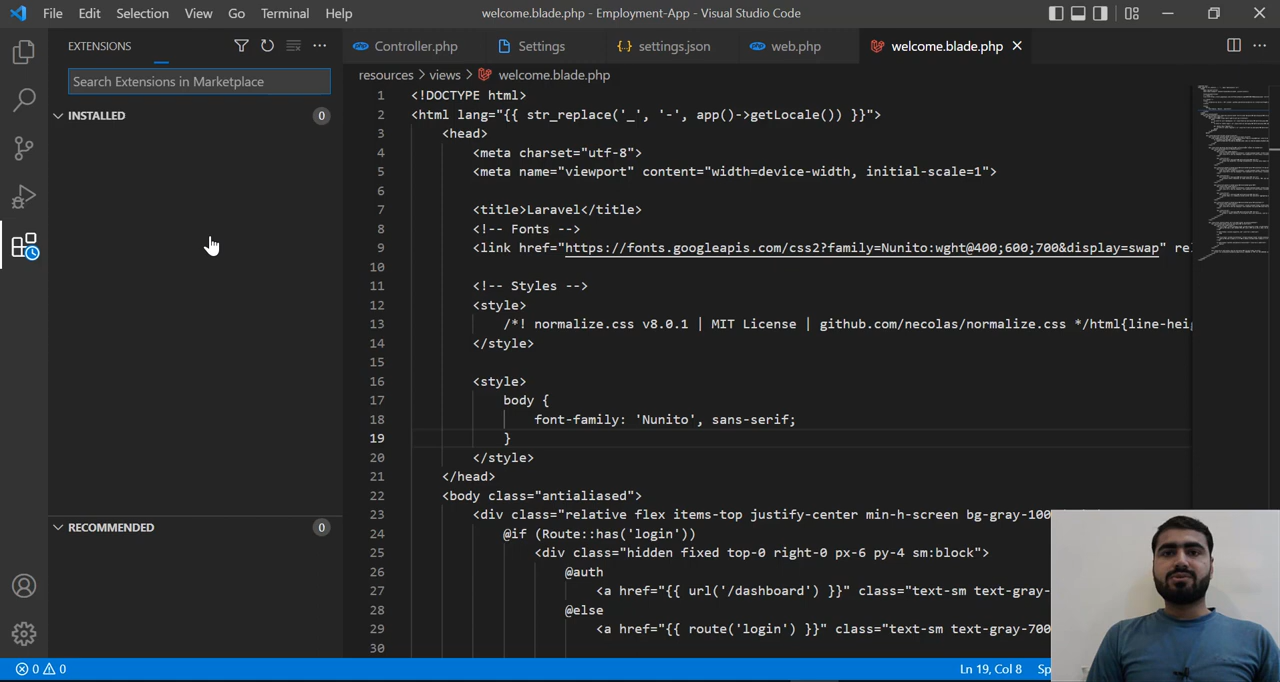 File Edit Selection View Go Terminal Help
welcome.blade.php - Employment-App - Visual Studio Code
EXTENSIONS
Search Extensions in Marketplace
INSTALLED 0
RECOMMENDED 0
Controller.php Settings settings.json web.php welcome.blade.php
resources > views > welcome.blade.php
1 <!DOCTYPE html>
2 <html lang="{{ str_replace('_', '-', app()->getLocale()) }}">
3 <head>
4 <meta charset="utf-8">
5 <meta name="viewport" content="width=device-width, initial-scale=1">
6
7 <title>Laravel</title>
8 <!-- Fonts -->
9 <link href="https://fonts.googleapis.com/css2?family=Nunito:wght@400;600;700&display=swap" rel
10
11 <!-- Styles -->
12 <style>
13 /*! normalize.css v8.0.1 | MIT License | github.com/necolas/normalize.css */html{line-hei
14 </style>
15
16 <style>
17 body {
18 font-family: 'Nunito', sans-serif;
19 }
20 </style>
21 </head>
22 <body class="antialiased">
23 <div class="relative flex items-top justify-center min-h-screen bg-gray-100
24 @if (Route::has('login'))
25 <div class="hidden fixed top-0 right-0 px-6 py-4 sm:block">
26 @auth
27 <a href="{{ url('/dashboard') }}" class="text-sm text-gray-
28 @else
29 <a href="{{ route('login') }}" class="text-sm text-gray-700
30
0 0
Ln 19, Col 8 Sp